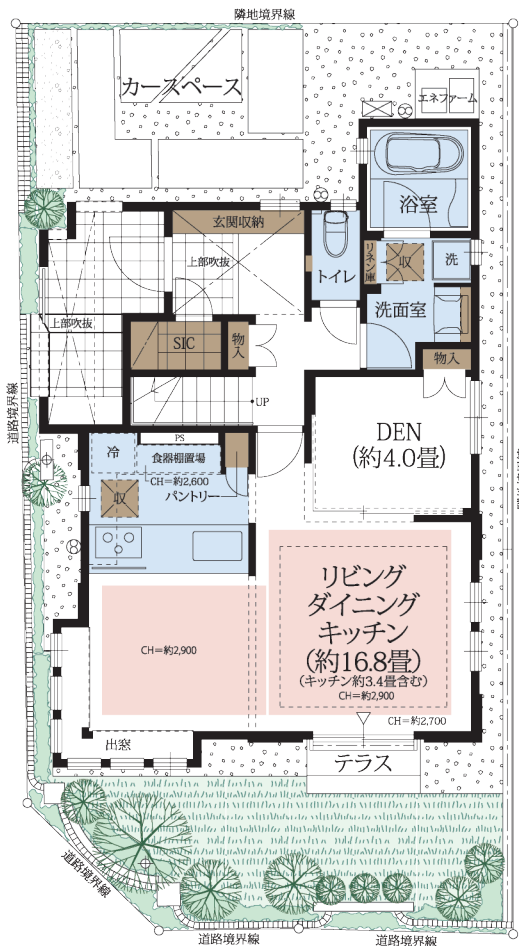 隣地境界線
カースペース
エネファーム
浴室
玄関収納
上部吹抜
トイレ
リネン庫
収
洗
洗面室
上部吹抜
SIC
物入
物入
UP
道路境界線
DEN
(約4.0畳)
PS
冷
食器棚置場
CH=約2,600
パントリー
収
リビング
ダイニング
キッチン
(約16.8畳)
(キッチン約3.4畳含む)
CH=約2,900
CH=約2,900
CH=約2,700
出窓
テラス
道路境界線
道路境界線
道路境界線